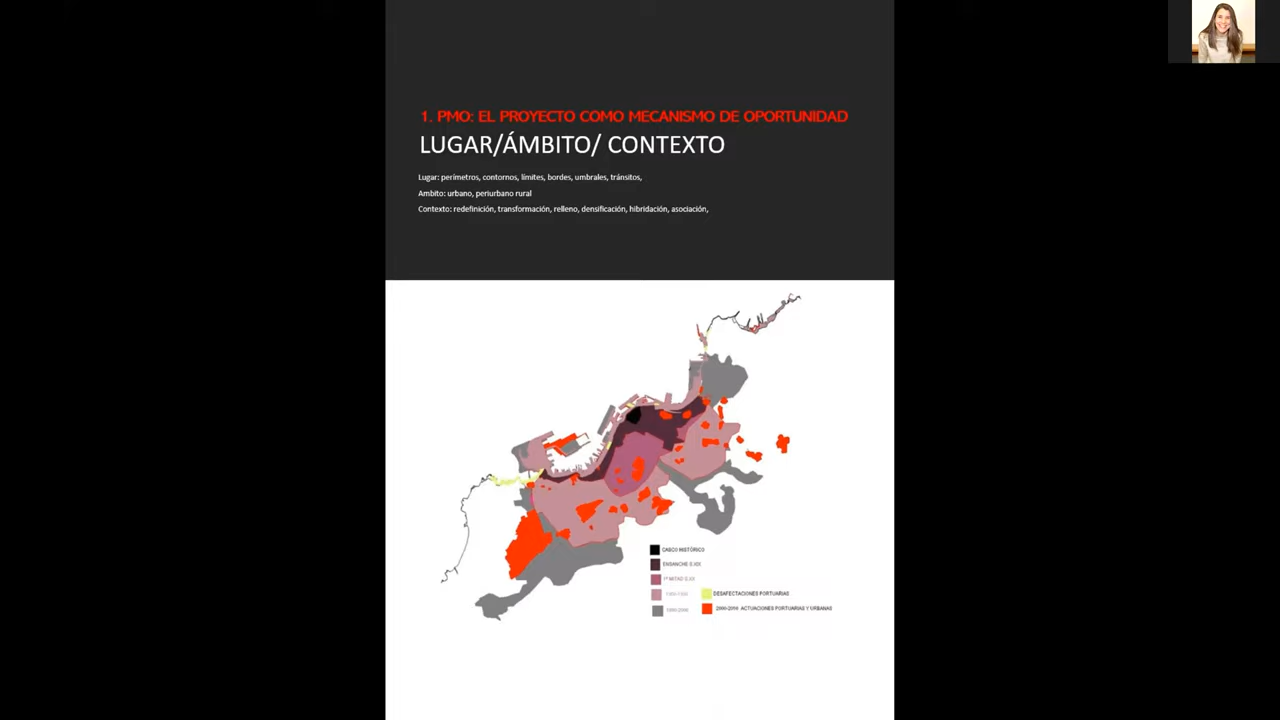 1. PMO: EL PROYECTO COMO MECANISMO DE OPORTUNIDAD
LUGAR/ÁMBITO/ CONTEXTO
Lugar: perímetros, contornos, límites, bordes, umbrales, tránsitos,
Ambito: urbano, periurbano rural
Contexto: redefinición, transformación, relleno, densificación, hibridación, asociación,
CASCO HISTÓRICO
ENSANCHE S.XIX
1ª MITAD S.XX
DESAFECTACIONES PORTUARIAS
ACTUACIONES PORTUARIAS Y URBANAS